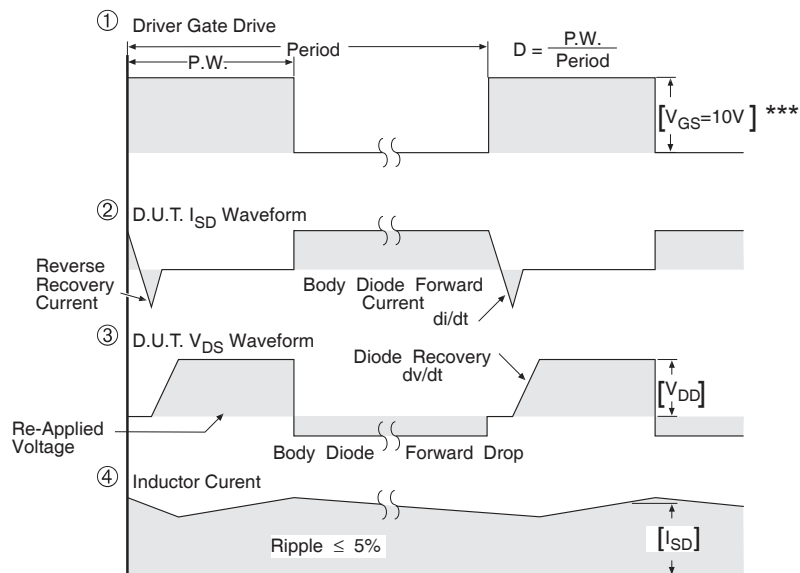 ① Driver Gate Drive
Period
P.W.
D = P.W. / Period
[VGS=10V] ***
② D.U.T. ISD Waveform
Reverse
Recovery
Current
Body Diode Forward
Current
di/dt
③ D.U.T. VDS Waveform
Diode Recovery
dv/dt
[VDD]
Re-Applied
Voltage
Body Diode Forward Drop
④ Inductor Curent
Ripple ≤ 5%
[ISD]